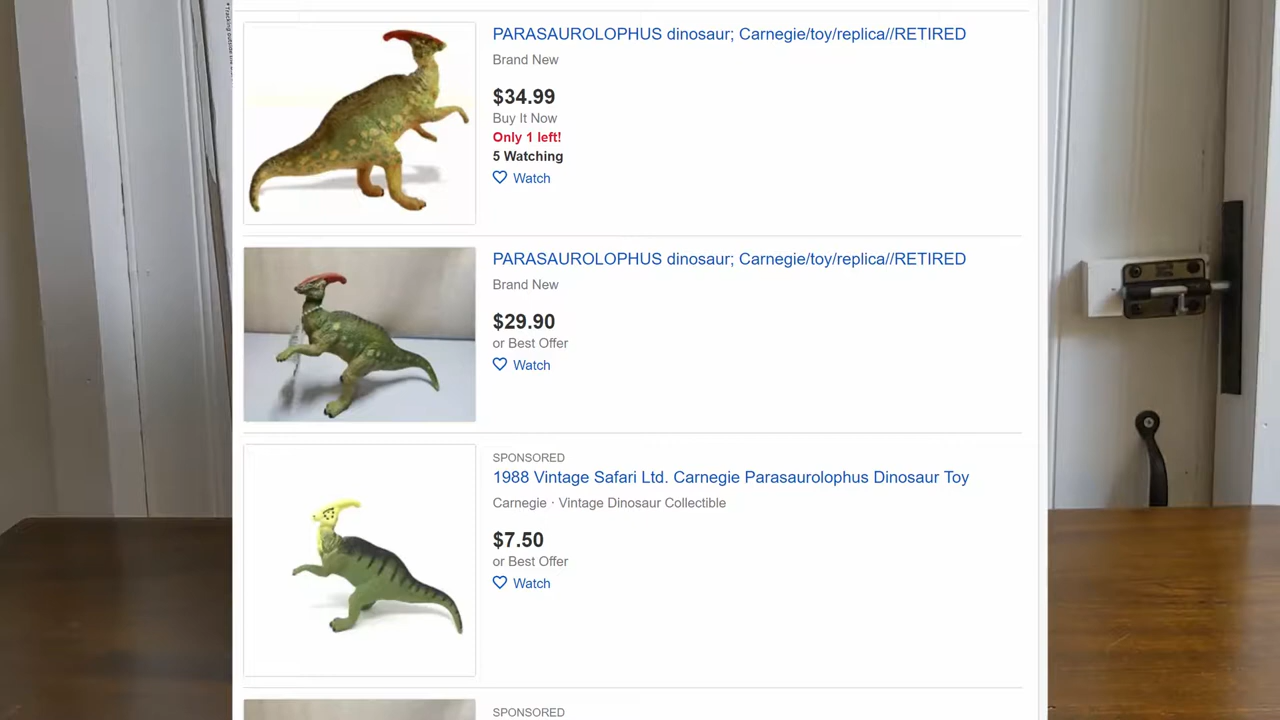 PARASAUROLOPHUS dinosaur; Carnegie/toy/replica//RETIRED
Brand New
$34.99
Buy It Now
Only 1 left!
5 Watching
Watch
PARASAUROLOPHUS dinosaur; Carnegie/toy/replica//RETIRED
Brand New
$29.90
or Best Offer
Watch
SPONSORED
1988 Vintage Safari Ltd. Carnegie Parasaurolophus Dinosaur Toy
Carnegie · Vintage Dinosaur Collectible
$7.50
or Best Offer
Watch
SPONSORED